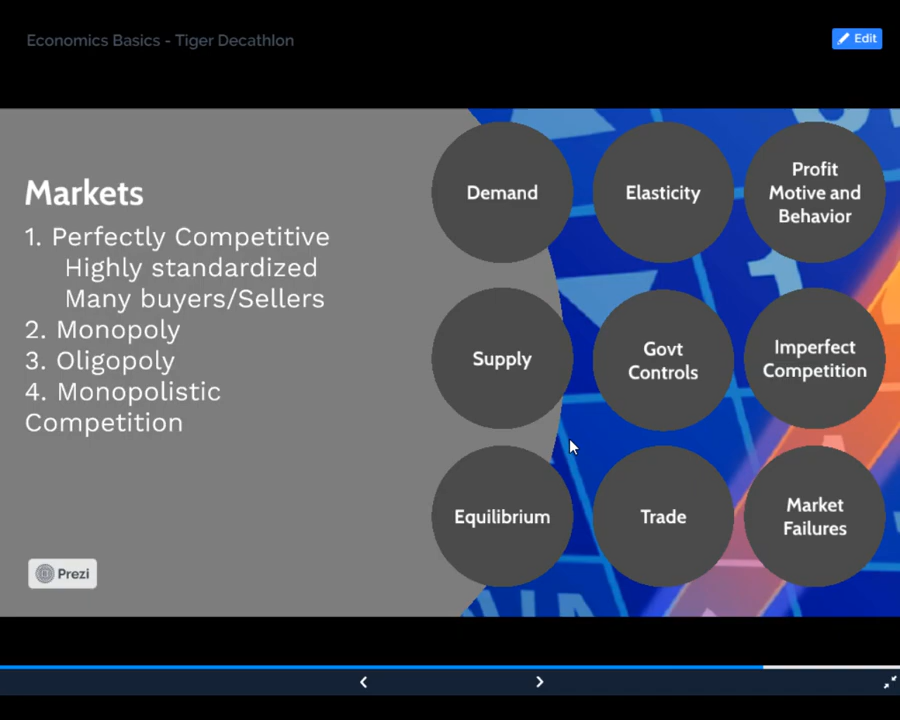 Economics Basics - Tiger Decathlon
Edit
Markets
1. Perfectly Competitive
Highly standardized
Many buyers/Sellers
2. Monopoly
3. Oligopoly
4. Monopolistic
Competition
Demand
Elasticity
Profit
Motive and
Behavior
Supply
Govt
Controls
Imperfect
Competition
Equilibrium
Trade
Market
Failures
Prezi
1